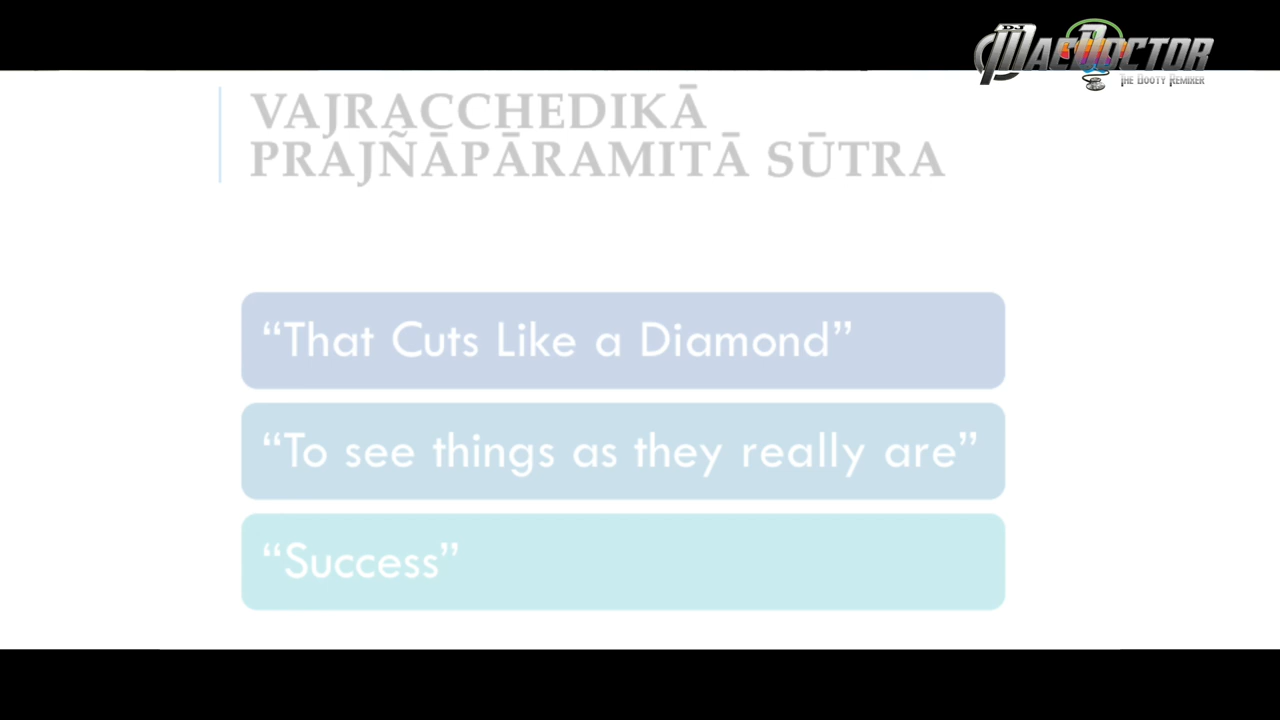 DJ
MACDOCTOR
THE BOOTY REMIXER
VAJRACCHEDIKĀ
PRAJÑĀPĀRAMITĀ SŪTRA
“That Cuts Like a Diamond”
“To see things as they really are”
“Success”